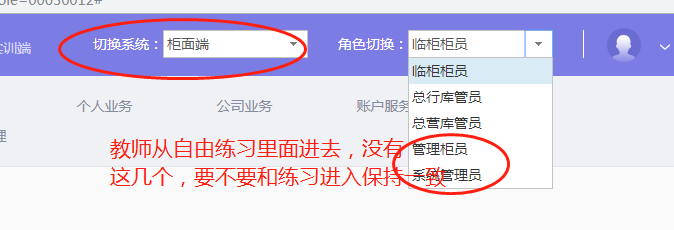 实训端 切换系统： 柜面端 角色切换： 临柜柜员
临柜柜员
个人业务 公司业务 账户服务 总行库管员
总营库管员
理
教师从自由练习里面进去，没有 管理柜员
这几个，要不要和练习进入保持一致 系统管理员